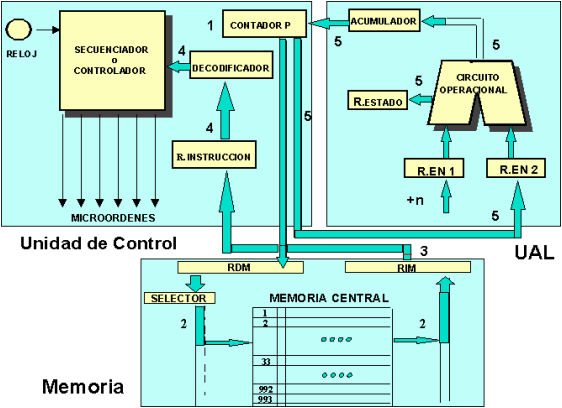 RELOJ
SECUENCIADOR
o
CONTROLADOR
1
CONTADOR P
5
ACUMULADOR
4
DECODIFICADOR
5
5
R.ESTADO
5
CIRCUITO
OPERACIONAL
4
R.INSTRUCCION
R.EN 1
R.EN 2
+n
5
MICROORDENES
Unidad de Control
3
UAL
RDM
RIM
SELECTOR
MEMORIA CENTRAL
2
1
2
2
33
992
993
Memoria